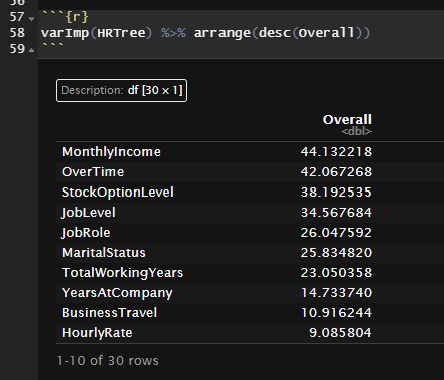 56
57 ```{r}
58 varImp(HRTree) %>% arrange(desc(Overall))
59 ```
Description: df [30 × 1]
Overall
<dbl>
MonthlyIncome 44.132218
OverTime 42.067268
StockOptionLevel 38.192535
JobLevel 34.567684
JobRole 26.047592
MaritalStatus 25.834820
TotalWorkingYears 23.050358
YearsAtCompany 14.733740
BusinessTravel 10.916244
HourlyRate 9.085804
1-10 of 30 rows